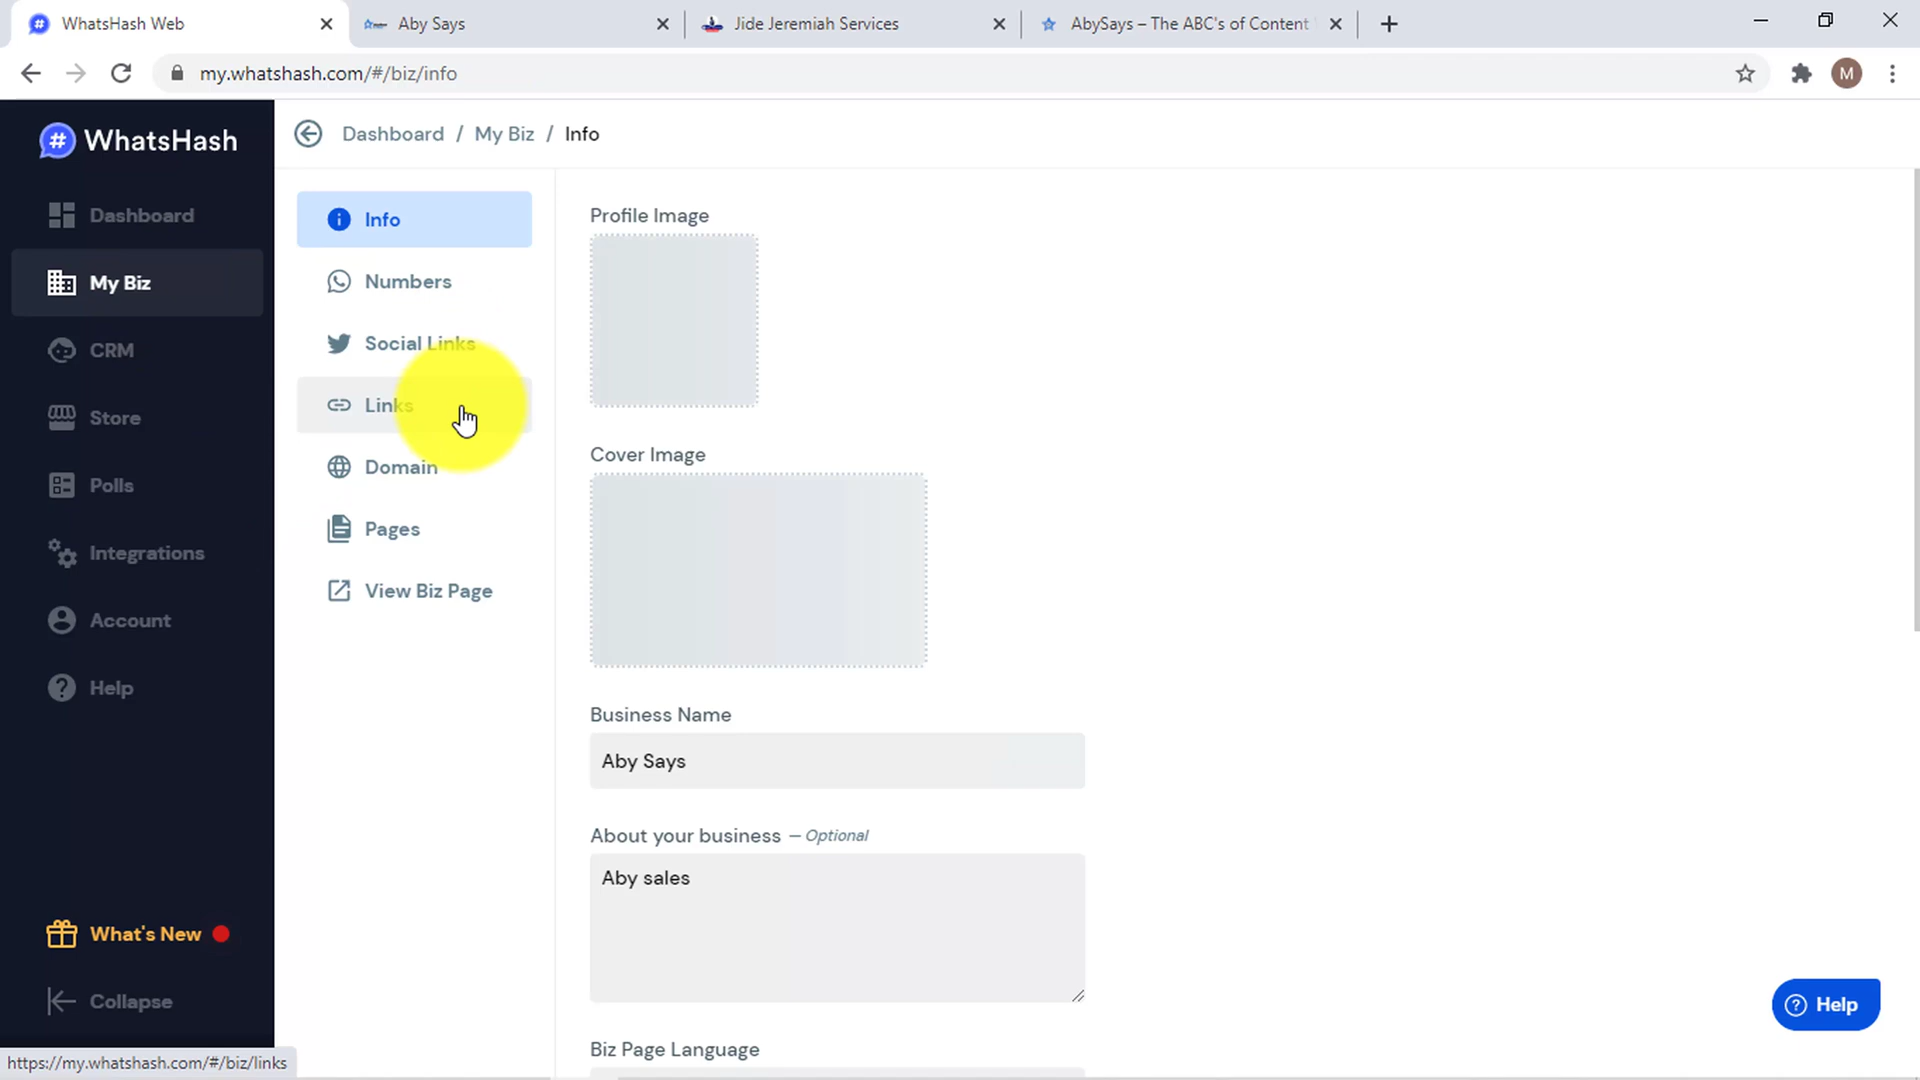 WhatsHash Web
Aby Says
Jide Jeremiah Services
AbySays – The ABC's of Content
my.whatshash.com/#/biz/info
M
# WhatsHash
Dashboard / My Biz / Info
Dashboard
My Biz
CRM
Store
Polls
Integrations
Account
Help
What's New
Collapse
Info
Numbers
Social Links
Links
Domain
Pages
View Biz Page
Profile Image
Cover Image
Business Name
Aby Says
About your business – Optional
Aby sales
Biz Page Language
Help
https://my.whatshash.com/#/biz/links